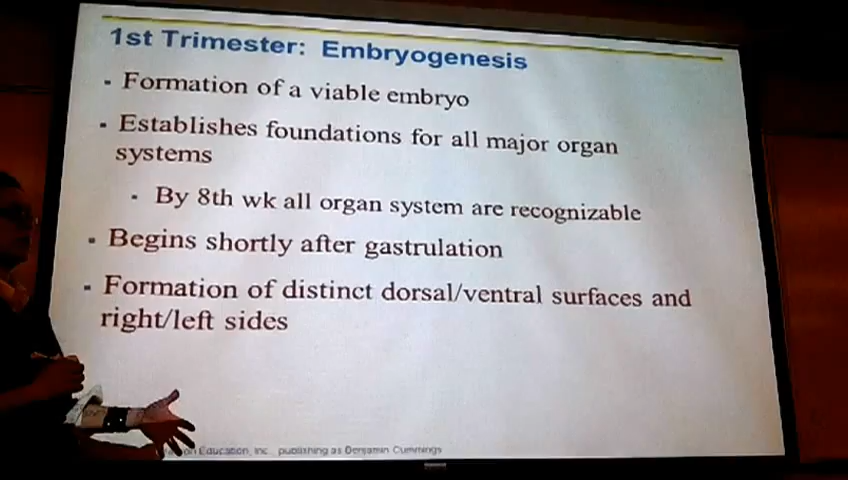 1st Trimester: Embryogenesis
▪ Formation of a viable embryo
▪ Establishes foundations for all major organ
systems
▪ By 8th wk all organ system are recognizable
▪ Begins shortly after gastrulation
▪ Formation of distinct dorsal/ventral surfaces and
right/left sides
Education, Inc., publishing as Benjamin Cummings